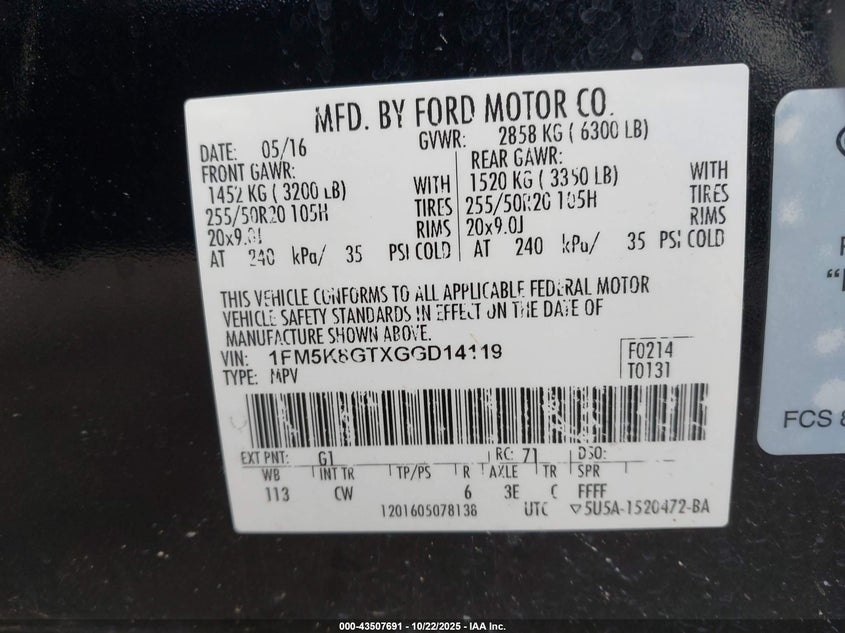 MFD. BY FORD MOTOR CO.
DATE: 05/16 GVWR: 2858 KG ( 6300 LB)
FRONT GAWR: REAR GAWR:
1452 KG ( 3200 LB) WITH 1520 KG ( 3350 LB) WITH
255/50R20 105H TIRES 255/50R20 105H TIRES
20x9.0J RIMS 20x9.0J RIMS
AT 240 kPa/ 35 PSI COLD AT 240 kPa/ 35 PSI COLD
THIS VEHICLE CONFORMS TO ALL APPLICABLE FEDERAL MOTOR
VEHICLE SAFETY STANDARDS IN EFFECT ON THE DATE OF
MANUFACTURE SHOWN ABOVE.
VIN: 1FM5K8GTXGGD14119 F0214
TYPE: MPV T0131
EXT PNT: G1 RC: 71 DSO:
WB INT TR TP/PS R AXLE TR SPR
113 CW 6 3E C FFFF
1201605078138 UTC ▽5U5A-1520472-BA
FCS
000-43507691 - 10/22/2025 - IAA Inc.